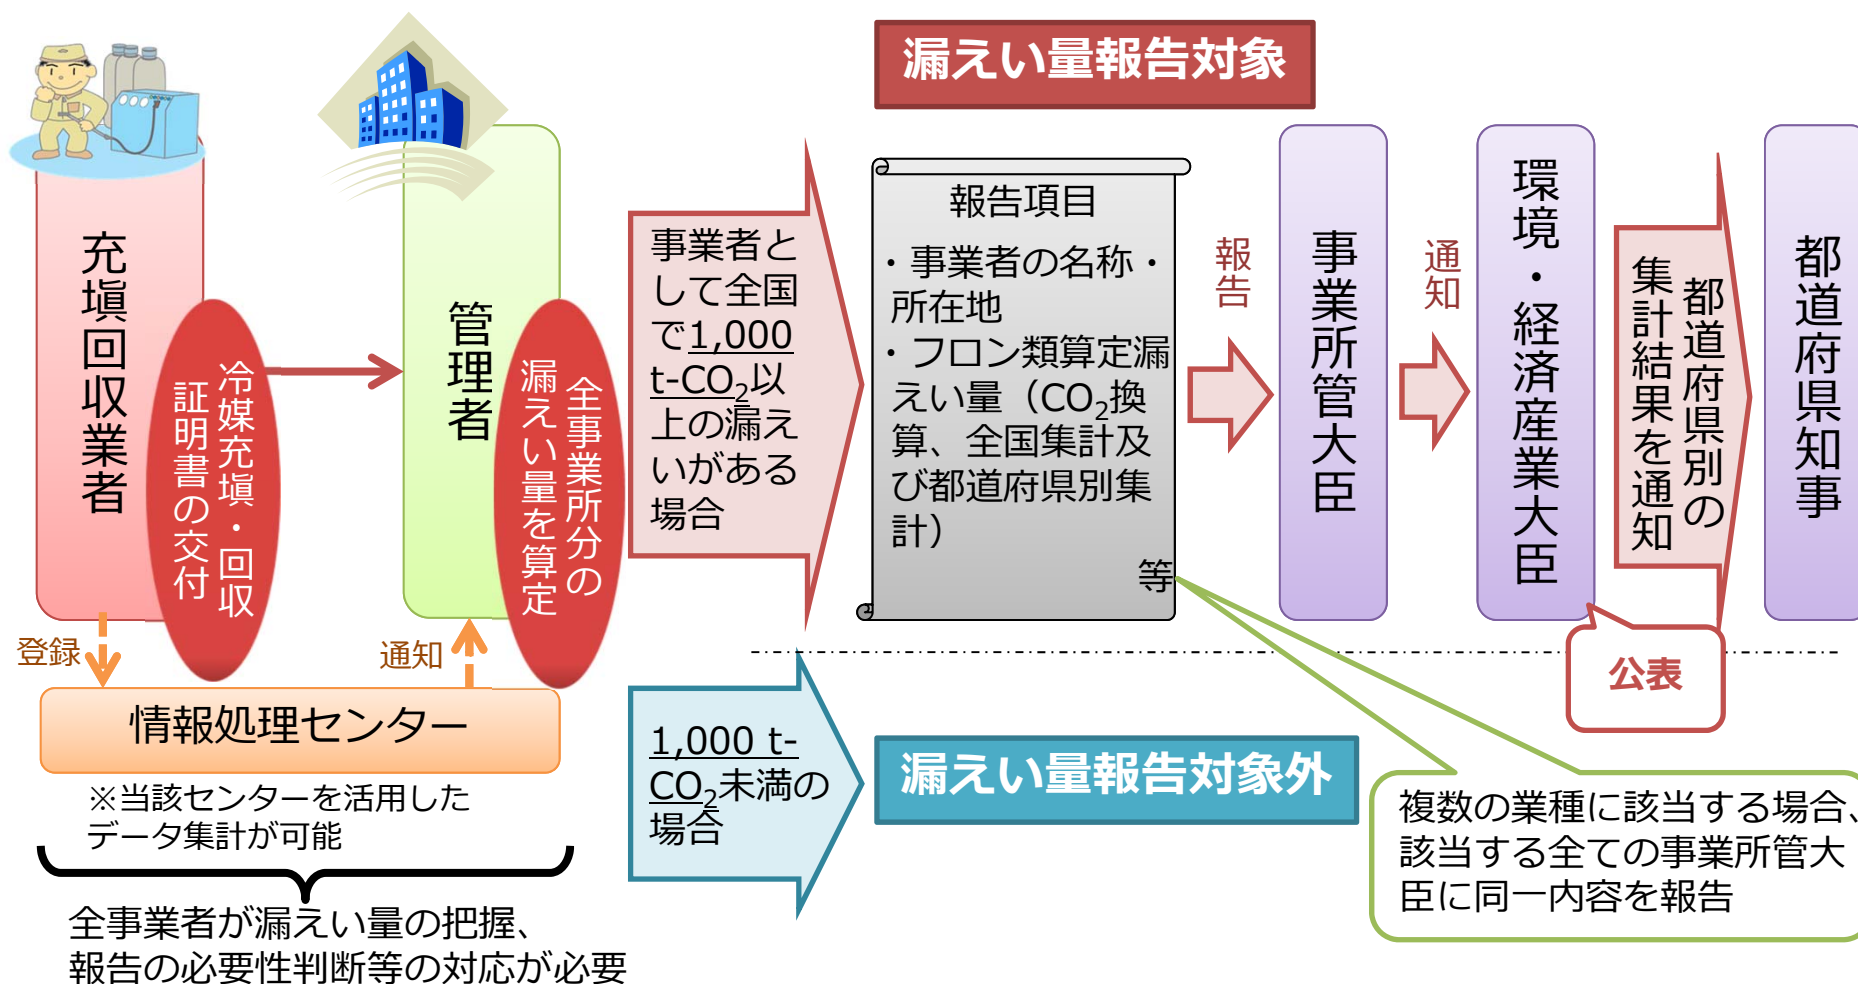 漏えい量報告対象
充塡回収業者
冷媒充塡・回収
証明書の交付
管理者
全事業所分の
漏えい量を算定
登録
通知
情報処理センター
※当該センターを活用した
データ集計が可能
全事業者が漏えい量の把握、
報告の必要性判断等の対応が必要
事業者と
して全国
で1,000
t-CO₂以
上の漏え
いがある
場合
報告項目
・事業者の名称・
所在地
・フロン類算定漏
えい量（CO₂換
算、全国集計及
び都道府県別集
計）
等
報告
事業所管大臣
通知
環境・経済産業大臣
都道府県別の
集計結果を通知
都道府県知事
公表
1,000 t-
CO₂未満の
場合
漏えい量報告対象外
複数の業種に該当する場合、
該当する全ての事業所管大
臣に同一内容を報告